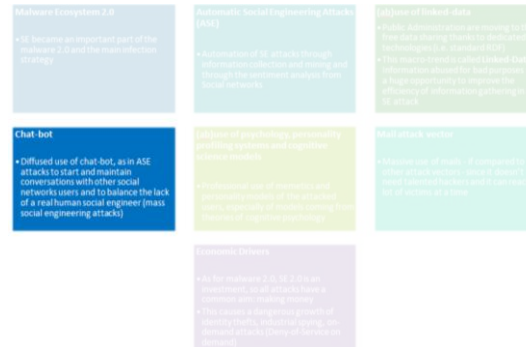 Malware Ecosystem 2.0
• SE became an important part of the
malware 2.0 and the main infection
strategy
Automatic Social Engineering Attacks
(ASE)
• Automation of SE attacks through
information collection and mining and
through the sentiment analysis from
Social networks
(ab)use of linked-data
• Public Administration are moving to
free data sharing thanks to dedicated
technologies
standard RDF)
• This macro-trend is called Linked-Data
information abused for bad purposes
a huge opportunity to improve the
efficiency of information gathering in
SE attack
Chat-bot
• Diffused use of chat-bot, as in ASE
attacks to start and maintain
conversations with other social
networks users and to balance the lack
of a real human social engineer (mass
social engineering attacks)
(ab)use of psychology, personality
profiling systems and cognitive
science models
• Professional use of memetics and
personality models of the attacked
users, especially of models coming from
theories of cognitive psychology
Mail attack vector
• Massive use of mail,
compared to
other attack vectors
since it doesn't
need talented hackers and it can reach
lot of victims at a time
Economic Drivers
• As for malware 2.0, SE 2.0 is an
investment, so all attacks have a
common aim: making money
• This causes a dangerous growth of
identity thefts, industrial spying, on-
demand attacks (Deny-of-Service on
demand)